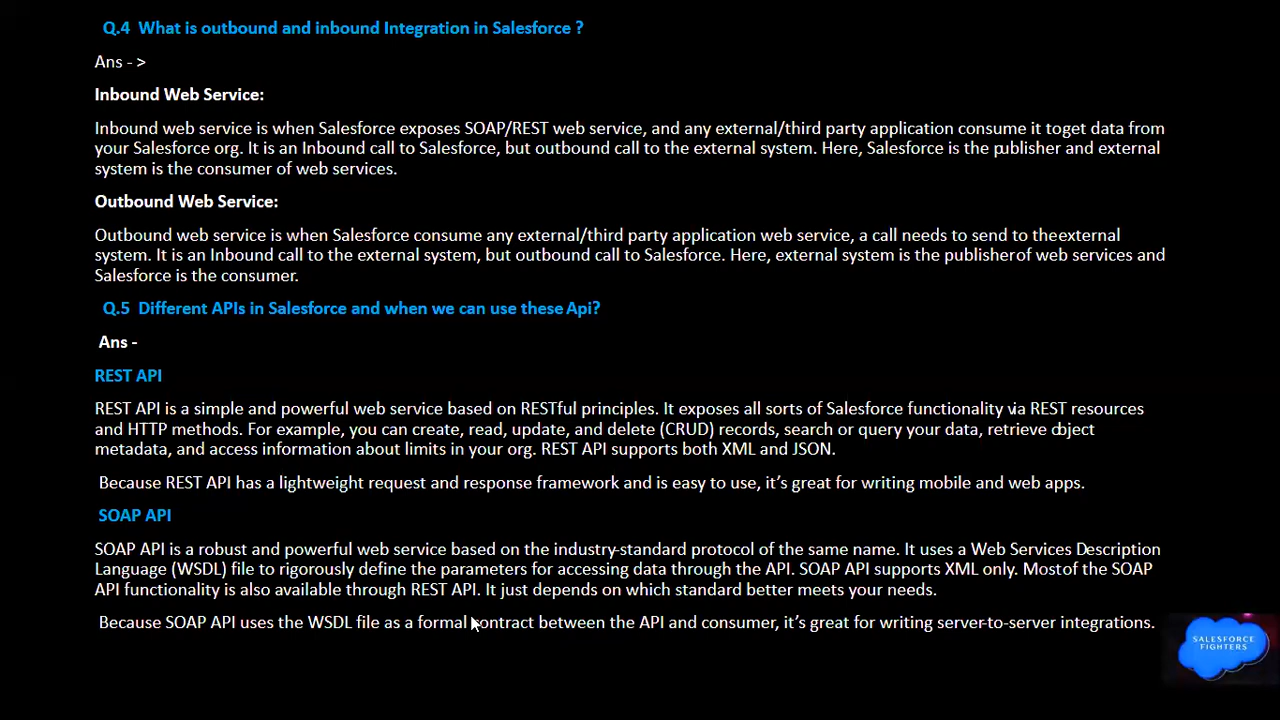 Q.4 What is outbound and inbound Integration in Salesforce ?
Ans - >
Inbound Web Service:
Inbound web service is when Salesforce exposes SOAP/REST web service, and any external/third party application consume it toget data from
your Salesforce org. It is an Inbound call to Salesforce, but outbound call to the external system. Here, Salesforce is the publisher and external
system is the consumer of web services.
Outbound Web Service:
Outbound web service is when Salesforce consume any external/third party application web service, a call needs to send to theexternal
system. It is an Inbound call to the external system, but outbound call to Salesforce. Here, external system is the publisherof web services and
Salesforce is the consumer.
Q.5 Different APIs in Salesforce and when we can use these Api?
Ans -
REST API
REST API is a simple and powerful web service based on RESTful principles. It exposes all sorts of Salesforce functionality via REST resources
and HTTP methods. For example, you can create, read, update, and delete (CRUD) records, search or query your data, retrieve object
metadata, and access information about limits in your org. REST API supports both XML and JSON.
Because REST API has a lightweight request and response framework and is easy to use, it’s great for writing mobile and web apps.
SOAP API
SOAP API is a robust and powerful web service based on the industry-standard protocol of the same name. It uses a Web Services Description
Language (WSDL) file to rigorously define the parameters for accessing data through the API. SOAP API supports XML only. Mostof the SOAP
API functionality is also available through REST API. It just depends on which standard better meets your needs.
Because SOAP API uses the WSDL file as a formal contract between the API and consumer, it’s great for writing server-to-server integrations.
SALESFORCE
FIGHTERS